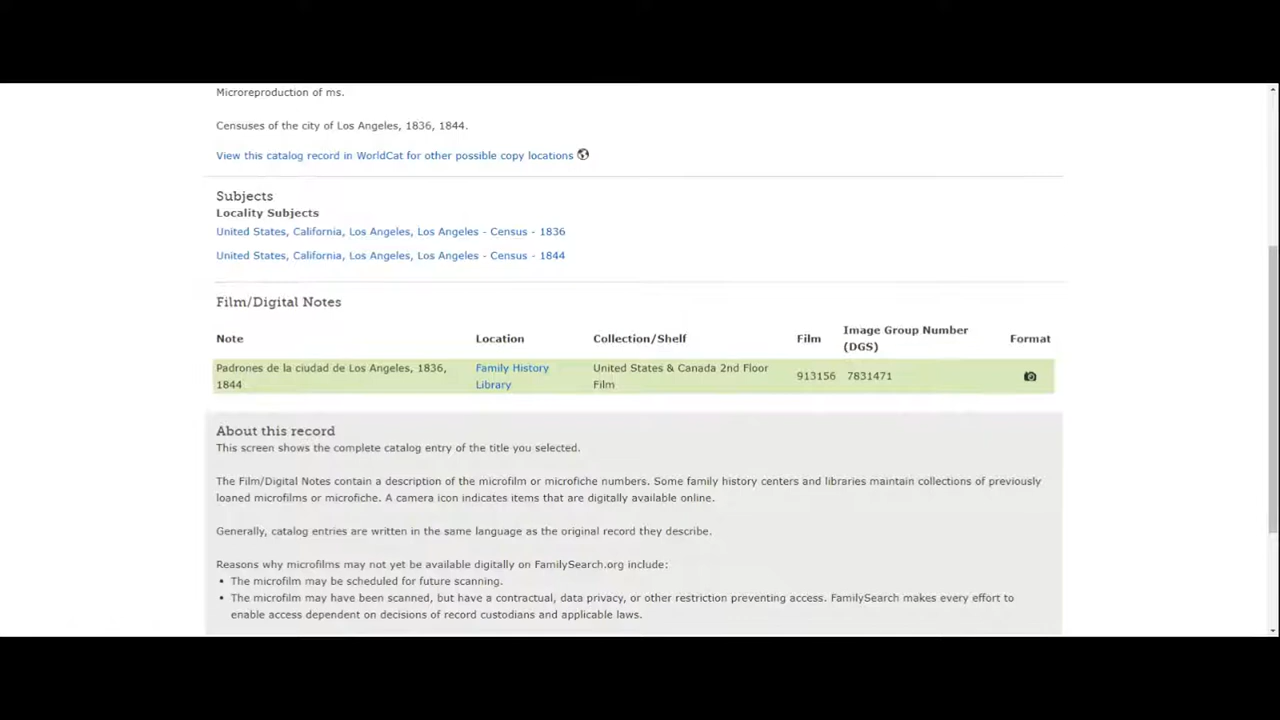 Microreproduction of ms.
Censuses of the city of Los Angeles, 1836, 1844.
View this catalog record in WorldCat for other possible copy locations
Subjects
Locality Subjects
United States, California, Los Angeles, Los Angeles - Census - 1836
United States, California, Los Angeles, Los Angeles - Census - 1844
Film/Digital Notes
Note Location Collection/Shelf Film Image Group Number
(DGS) Format
Padrones de la ciudad de Los Angeles, 1836, Family History United States & Canada 2nd Floor 913156 7831471
1844 Library Film
About this record
This screen shows the complete catalog entry of the title you selected.
The Film/Digital Notes contain a description of the microfilm or microfiche numbers. Some family history centers and libraries maintain collections of previously
loaned microfilms or microfiche. A camera icon indicates items that are digitally available online.
Generally, catalog entries are written in the same language as the original record they describe.
Reasons why microfilms may not yet be available digitally on FamilySearch.org include:
• The microfilm may be scheduled for future scanning.
• The microfilm may have been scanned, but have a contractual, data privacy, or other restriction preventing access. FamilySearch makes every effort to
enable access dependent on decisions of record custodians and applicable laws.